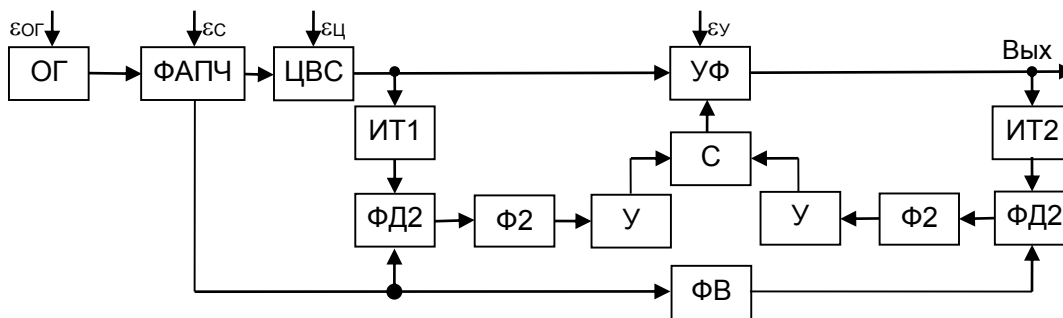 εОГ εС εЦ εУ
ОГ ФАПЧ ЦВС УФ Вых
ИТ1 ИТ2
С
ФД2 Ф2 У У Ф2 ФД2
ФВ